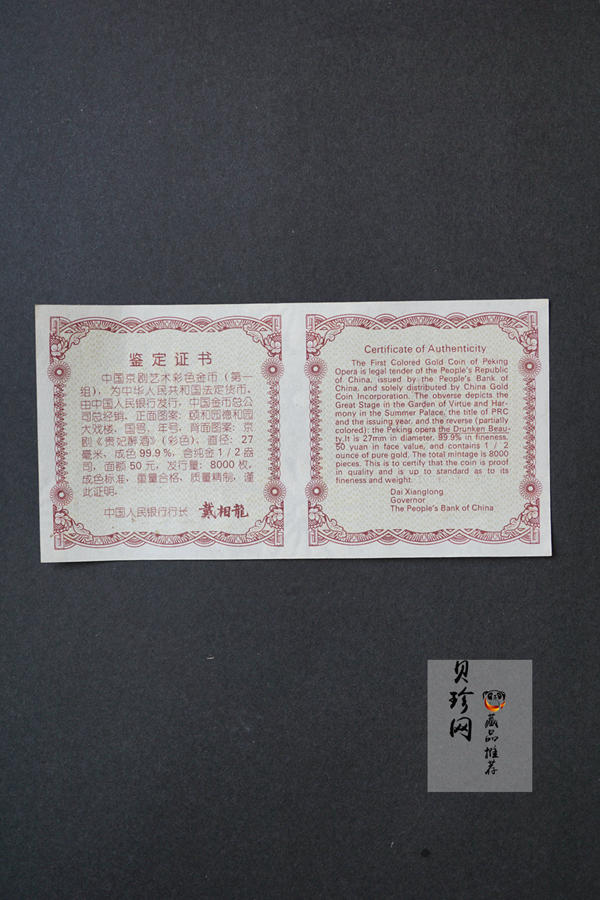 鉴定证书
中国京剧艺术彩色金币（第一
组），为中华人民共和国法定货币。
由中国人民银行发行，中国金币总公
司总经销。正面图案：颐和园德和园
大戏楼，国号，年号，背面图案：京
剧《贵妃醉酒》（彩色），直径：27
毫米，成色 99.9％，含纯金 1／2 盎
司，面额 50 元，发行量：8000 枚，
成色标准，重量合格，质量精制，谨
此证明。
中国人民银行行长 戴相龍
Certificate of Authenticity
The First Colored Gold Coin of Peking
Opera is legal tender of the People's Republic
of China, issued by the People's Bank of
China, and solely distributed by China Gold
Coin Incorporation. The obverse depicts the
Great Stage in the Garden of Virtue and Har-
mony in the Summer Palace, the title of PRC
and the issuing year, and the reverse (partially
colored): the Peking opera the Drunken Beau-
ty.It is 27mm in diameter, 99.9% in fineness,
50 yuan in face value, and contains 1 / 2
ounce of pure gold. The total mintage is 8000
pieces. This is to certify that the coin is proof
in quality and is up to standard as to its
fineness and weight.
Dai Xianglong
Governor
The People's Bank of China
贝珍网
藏品推荐